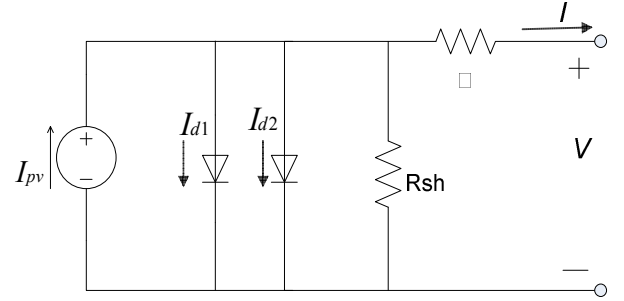 I
+
I_d1
I_d2
+
−
I_pv
V
Rsh
—